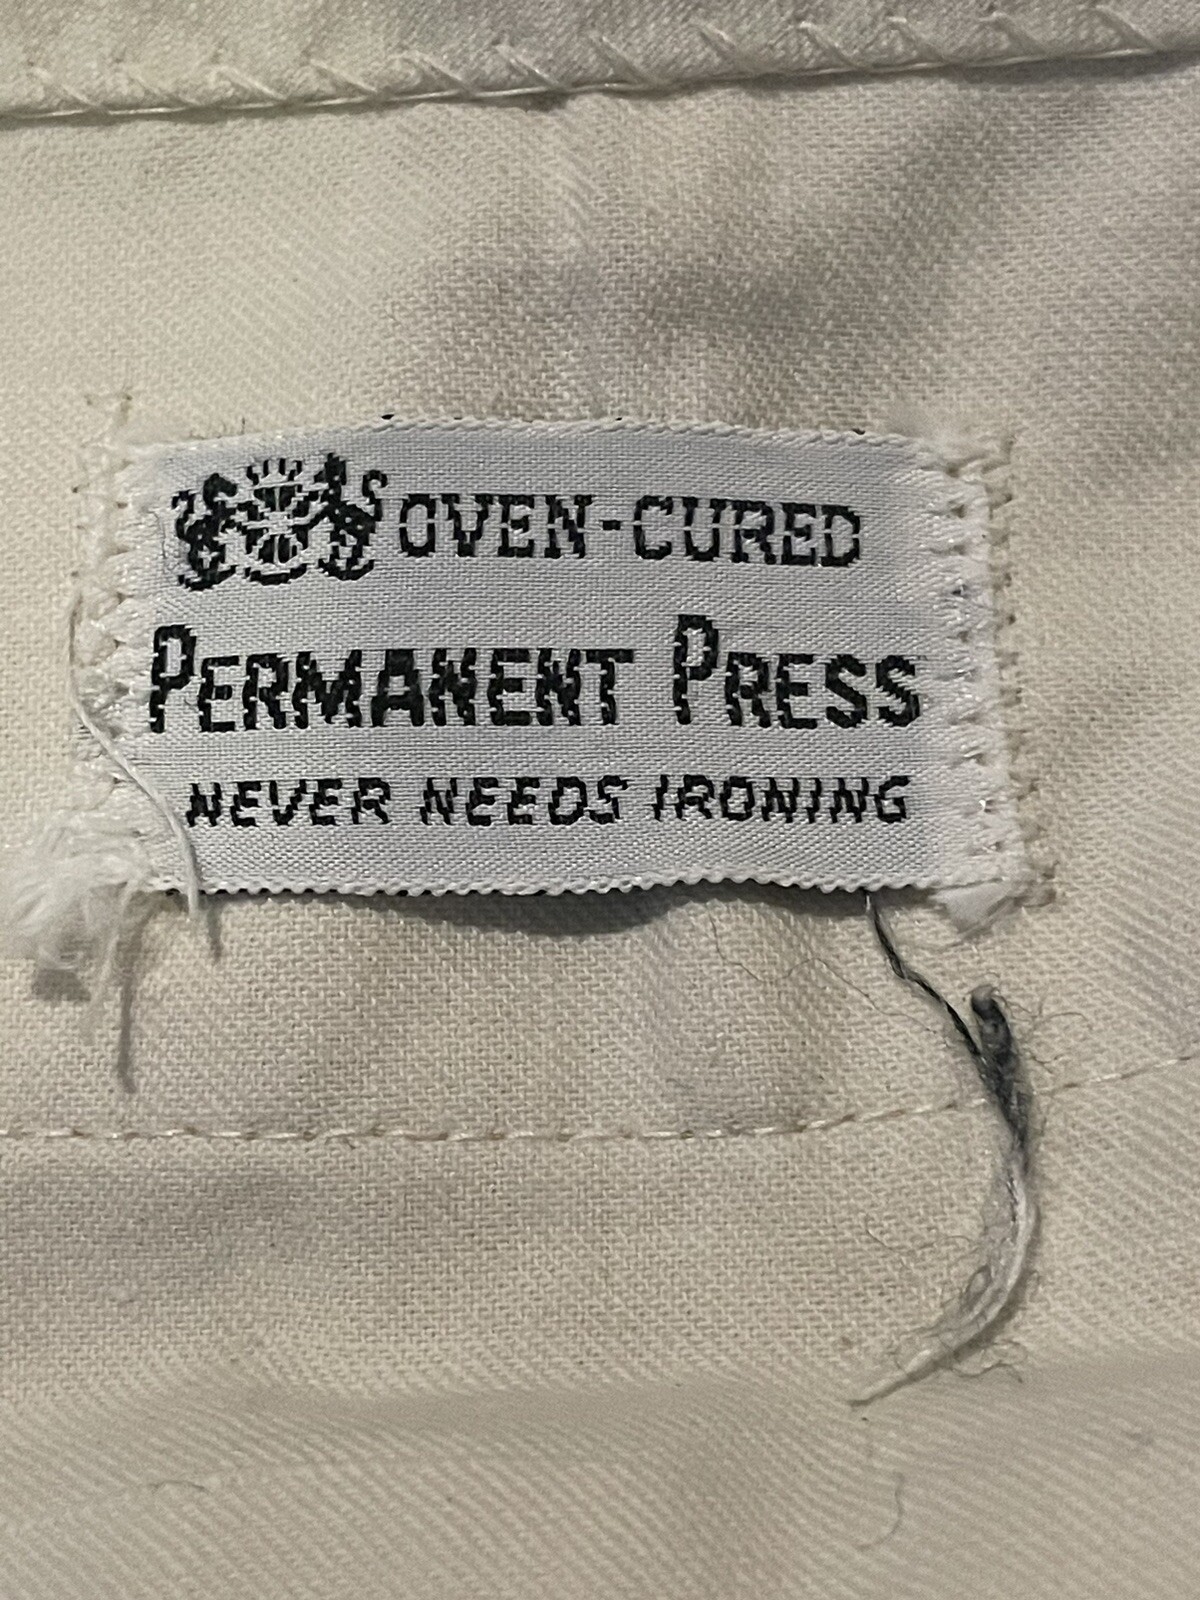 OVEN-CURED
PERMANENT PRESS
NEVER NEEDS IRONING